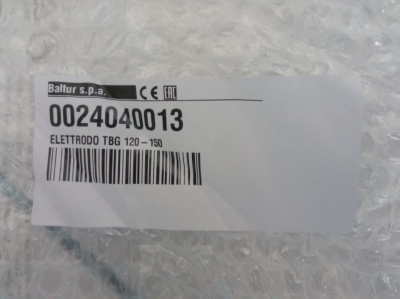 Baltur s.p.a. CE EAC
0024040013
ELETTRODO TBG 120-150